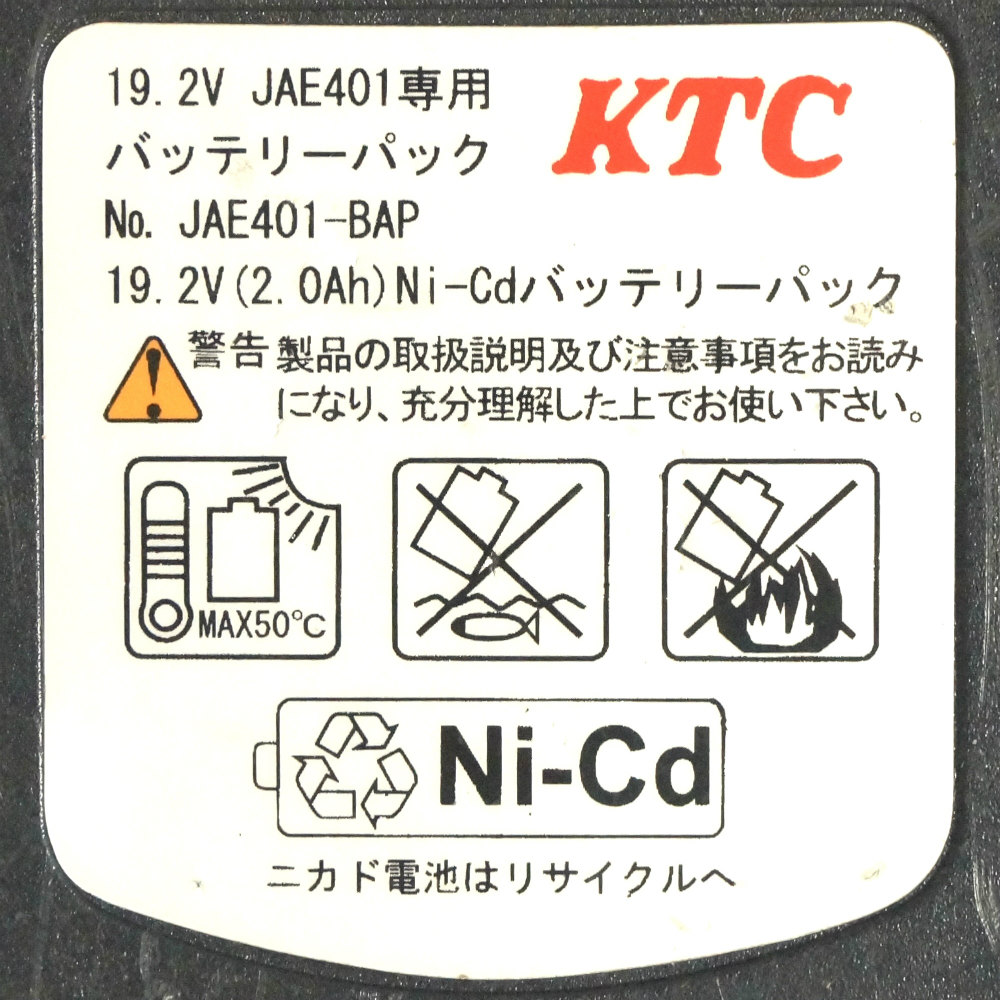 19.2V JAE401専用
KTC
バッテリーパック
No. JAE401-BAP
19.2V(2.0Ah)Ni-Cdバッテリーパック
警告 製品の取扱説明及び注意事項をお読み
になり、充分理解した上でお使い下さい。
MAX50℃
Ni-Cd
ニカド電池はリサイクルへ